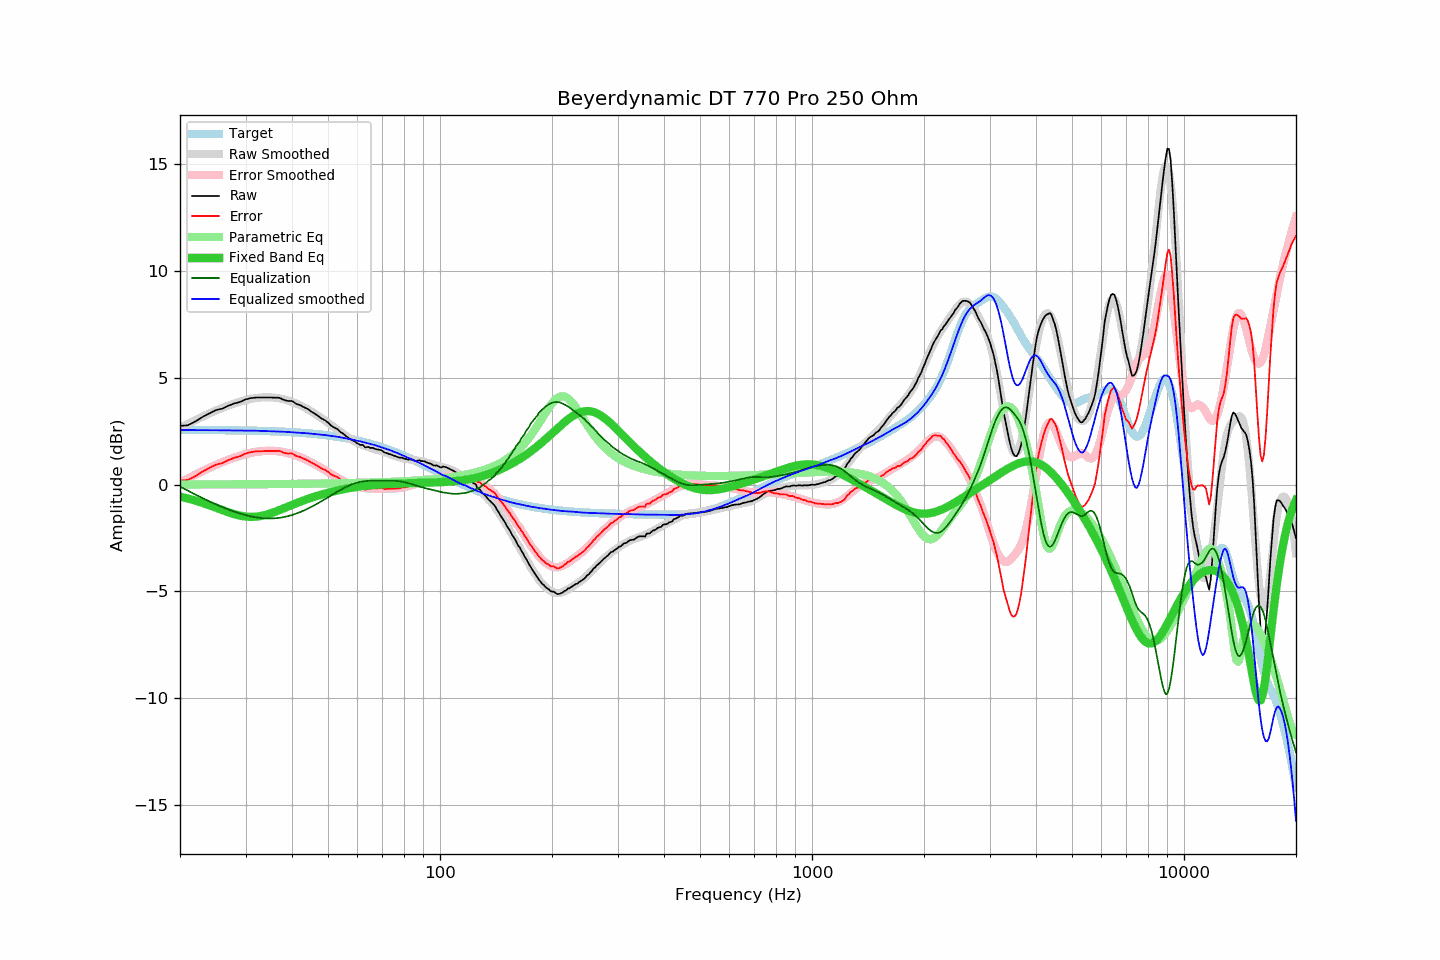 Beyerdynamic DT 770 Pro 250 Ohm
Target
Raw Smoothed
Error Smoothed
Raw
Error
Parametric Eq
Fixed Band Eq
Equalization
Equalized smoothed
15
10
5
0
−5
−10
−15
Amplitude (dBr)
100
1000
10000
Frequency (Hz)